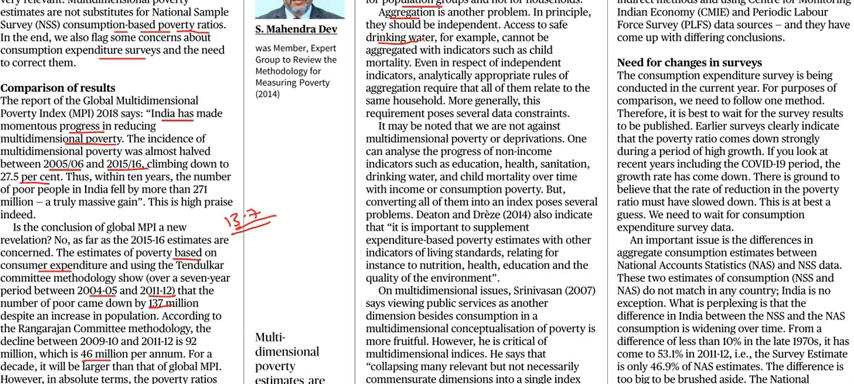 very relevant. Multidimensional poverty
estimates are not substitutes for National Sample
Survey (NSS) consumption-based poverty ratios.
In the end, we also flag some concerns about
consumption expenditure surveys and the need
to correct them.
Comparison of results
The report of the Global Multidimensional
Poverty Index (MPI) 2018 says: “India has made
momentous progress in reducing
multidimensional poverty. The incidence of
multidimensional poverty was almost halved
between 2005/06 and 2015/16, climbing down to
27.5 per cent. Thus, within ten years, the number
of poor people in India fell by more than 271
million – a truly massive gain”. This is high praise
indeed.
Is the conclusion of global MPI a new
revelation? No, as far as the 2015-16 estimates are
concerned. The estimates of poverty based on
consumer expenditure and using the Tendulkar
committee methodology show (over a seven-year
period between 2004-05 and 2011-12) that the
number of poor came down by 137 million
despite an increase in population. According to
the Rangarajan Committee methodology, the
decline between 2009-10 and 2011-12 is 92
million, which is 46 million per annum. For a
decade, it will be larger than that of global MPI.
However, in absolute terms, the poverty ratios
S. Mahendra Dev
was Member, Expert
Group to Review the
Methodology for
Measuring Poverty
(2014)
13.7
Multi-
dimensional
poverty
estimates are
for population groups and not for households.
Aggregation is another problem. In principle,
they should be independent. Access to safe
drinking water, for example, cannot be
aggregated with indicators such as child
mortality. Even in respect of independent
indicators, analytically appropriate rules of
aggregation require that all of them relate to the
same household. More generally, this
requirement poses several data constraints.
It may be noted that we are not against
multidimensional poverty or deprivations. One
can analyse the progress of non-income
indicators such as education, health, sanitation,
drinking water, and child mortality over time
with income or consumption poverty. But,
converting all of them into an index poses several
problems. Deaton and Drèze (2014) also indicate
that “it is important to supplement
expenditure-based poverty estimates with other
indicators of living standards, relating for
instance to nutrition, health, education and the
quality of the environment”.
On multidimensional issues, Srinivasan (2007)
says viewing public services as another
dimension besides consumption in a
multidimensional conceptualisation of poverty is
more fruitful. However, he is critical of
multidimensional indices. He says that
“collapsing many relevant but not necessarily
commensurate dimensions into a single index
indirect methods and using Centre for Monitoring
Indian Economy (CMIE) and Periodic Labour
Force Survey (PLFS) data sources – and they have
come up with differing conclusions.
Need for changes in surveys
The consumption expenditure survey is being
conducted in the current year. For purposes of
comparison, we need to follow one method.
Therefore, it is best to wait for the survey results
to be published. Earlier surveys clearly indicate
that the poverty ratio comes down strongly
during a period of high growth. If you look at
recent years including the COVID-19 period, the
growth rate has come down. There is ground to
believe that the rate of reduction in the poverty
ratio must have slowed down. This is at best a
guess. We need to wait for consumption
expenditure survey data.
An important issue is the differences in
aggregate consumption estimates between
National Accounts Statistics (NAS) and NSS data.
These two estimates of consumption (NSS and
NAS) do not match in any country; India is no
exception. What is perplexing is that the
difference in India between the NSS and the NAS
consumption is widening over time. From a
difference of less than 10% in the late 1970s, it has
come to 53.1% in 2011-12, i.e., the Survey Estimate
is only 46.9% of NAS estimates. The difference is
too big to be brushed aside. The National